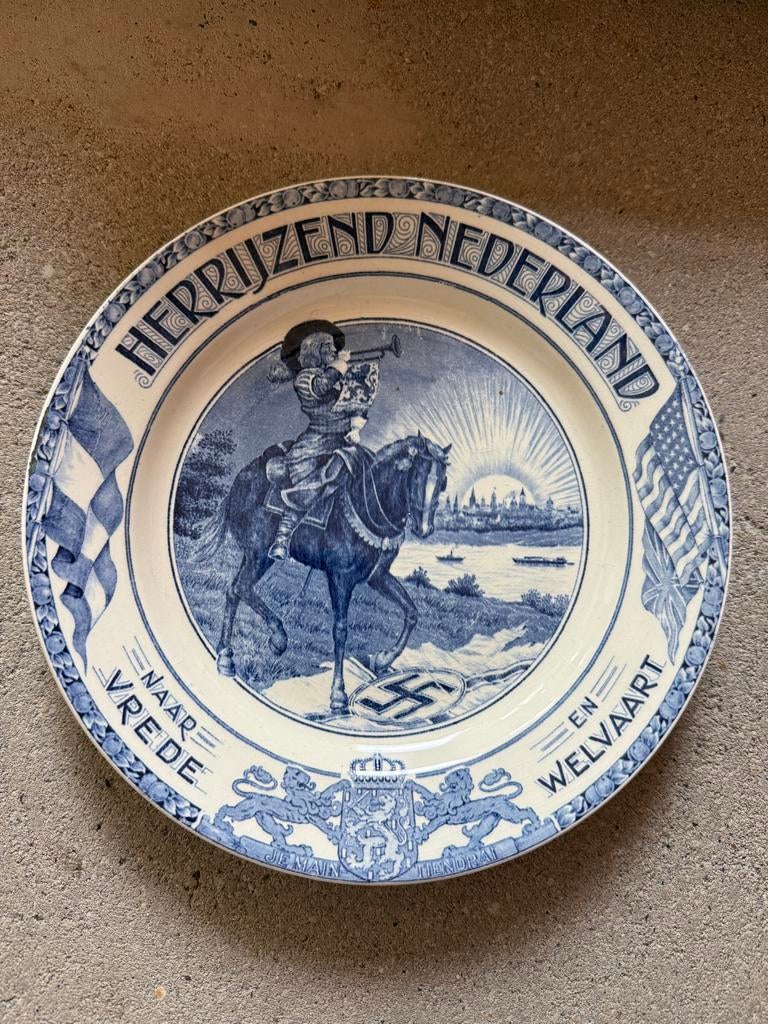 HERRIJZEND NEDERLAND
NAAR
VREDE
EN
WELVAART
JE MAIN TIENDRAI